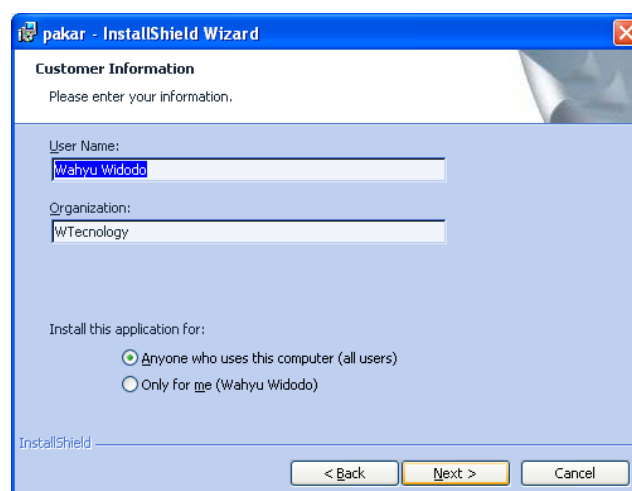 pakar - InstallShield Wizard
Customer Information
Please enter your information.
User Name:
Wahyu Widodo
Organization:
WTecnology
Install this application for:
Anyone who uses this computer (all users)
Only for me (Wahyu Widodo)
InstallShield
< Back Next > Cancel